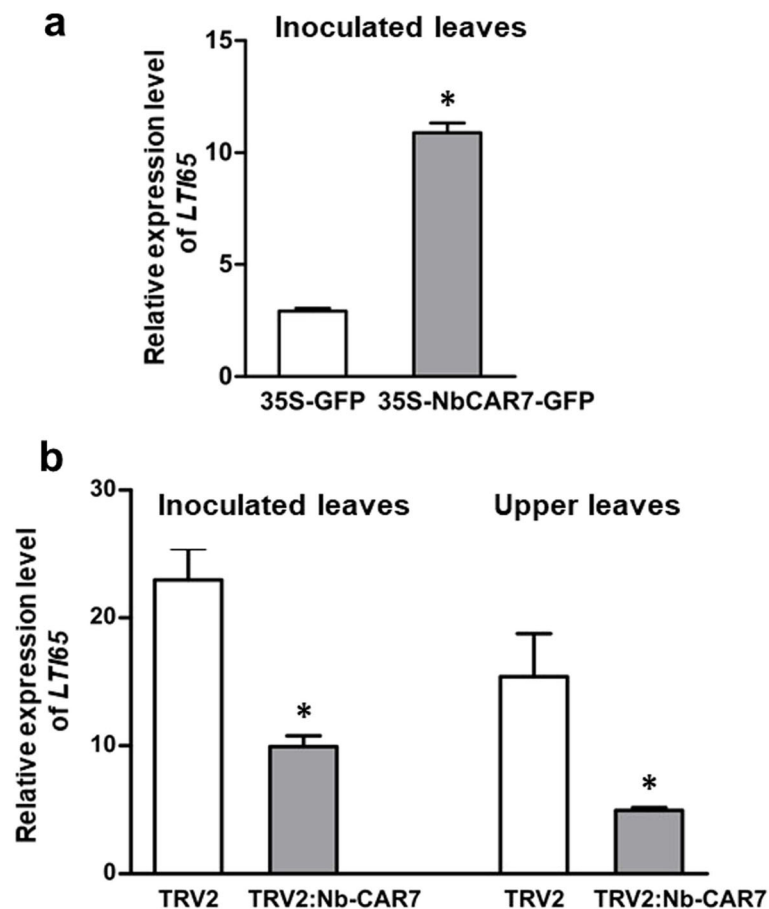 a
Inoculated leaves
Relative expression level
of LTI65
15
10
5
0
*
35S-GFP 35S-NbCAR7-GFP
b
Inoculated leaves Upper leaves
Relative expression level
of LTI65
30
20
10
0
*
*
TRV2 TRV2:Nb-CAR7 TRV2 TRV2:Nb-CAR7